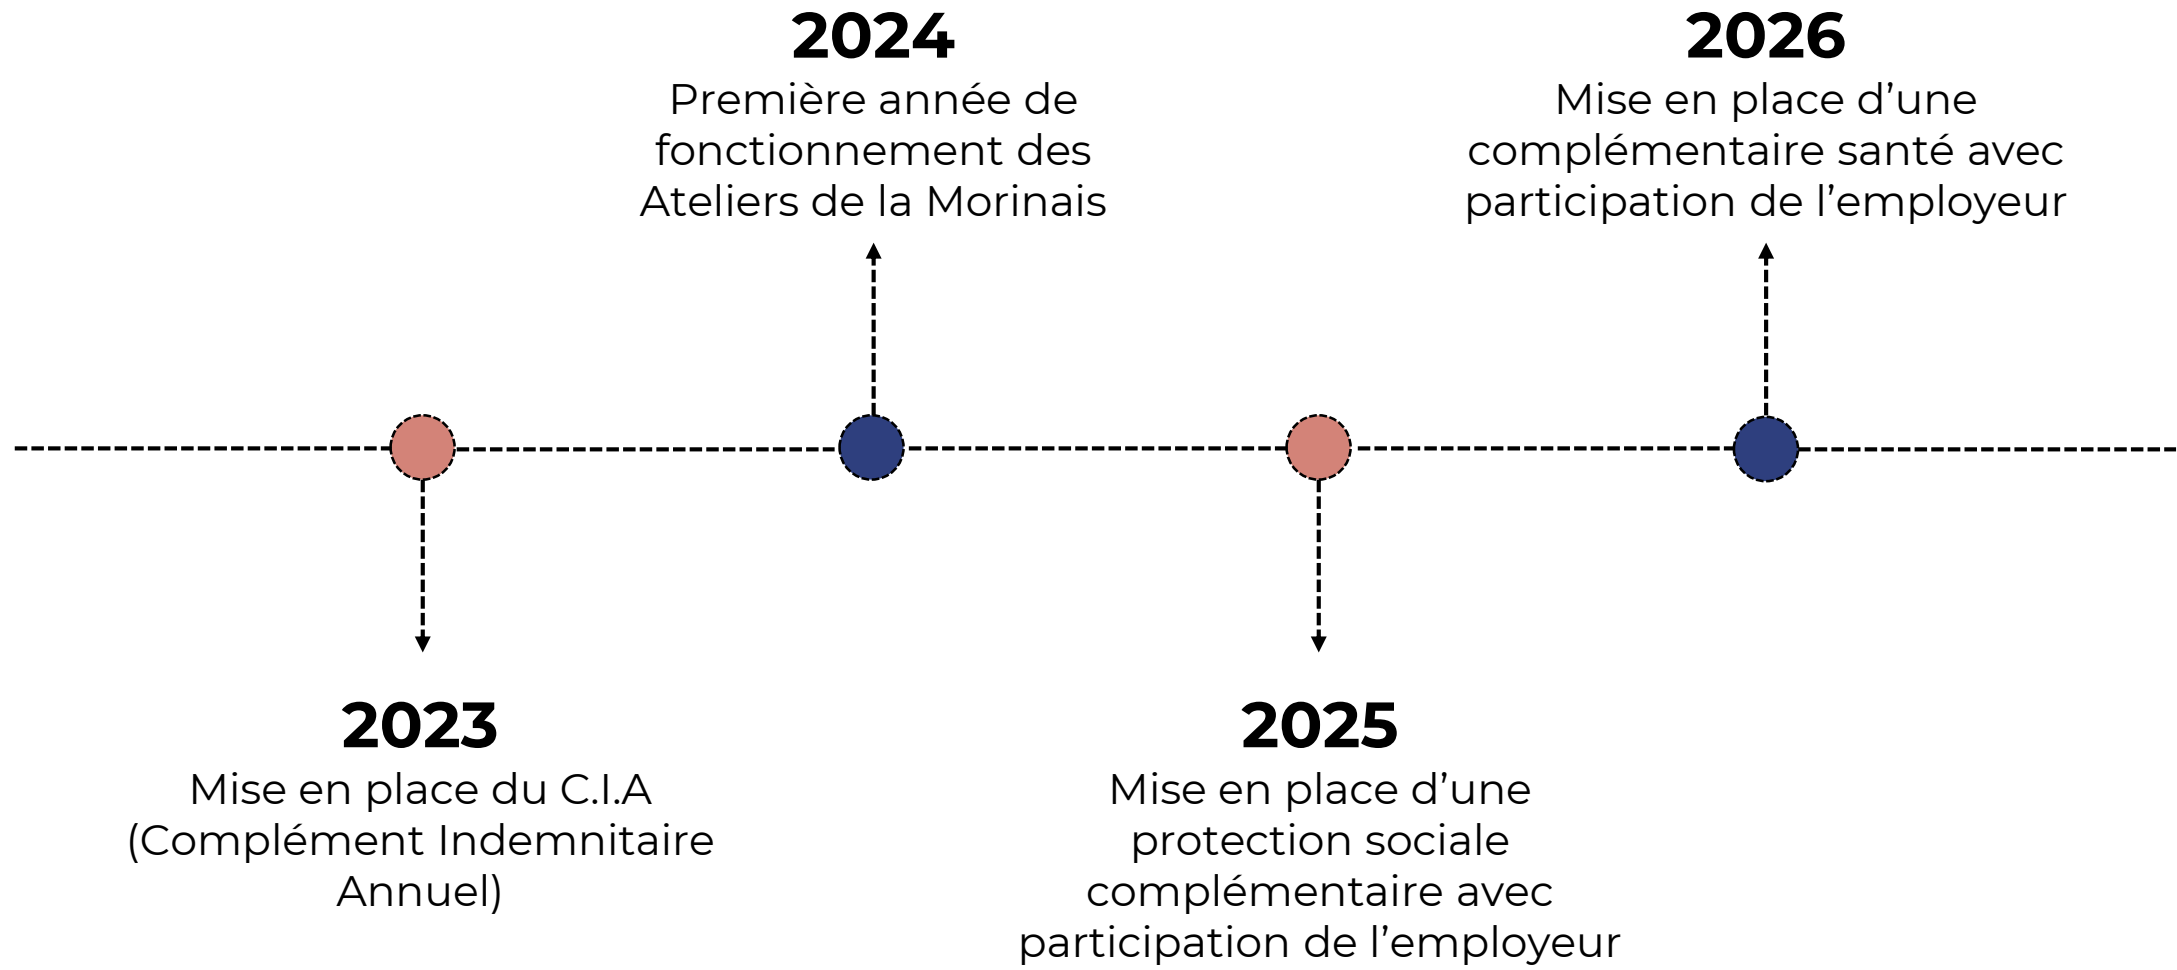 2024
Première année de
fonctionnement des
Ateliers de la Morinais
2026
Mise en place d’une
complémentaire santé avec
participation de l’employeur
2023
Mise en place du C.I.A
(Complément Indemnitaire
Annuel)
2025
Mise en place d’une
protection sociale
complémentaire avec
participation de l’employeur